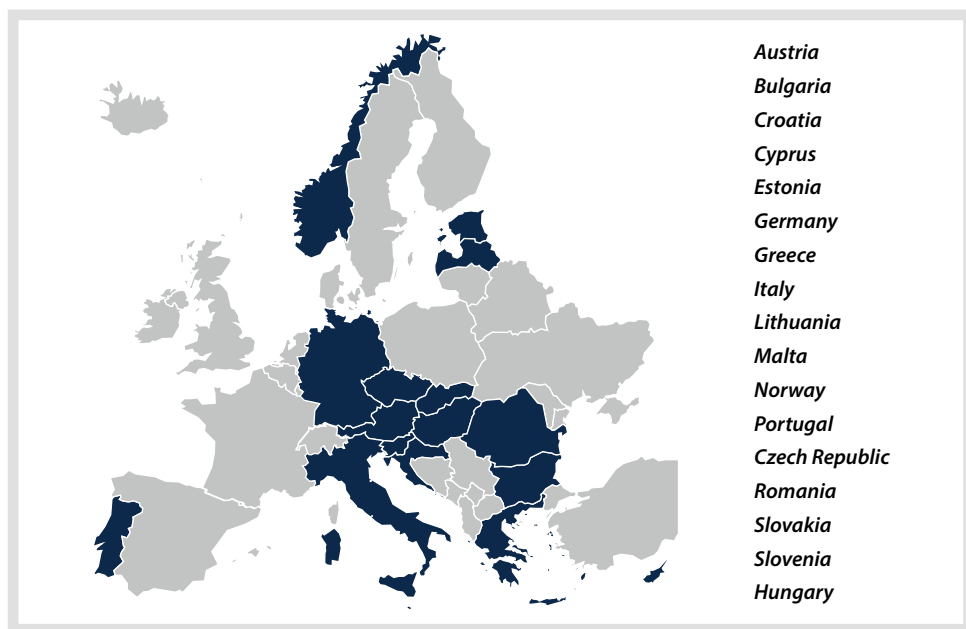 Austria
Bulgaria
Croatia
Cyprus
Estonia
Germany
Greece
Italy
Lithuania
Malta
Norway
Portugal
Czech Republic
Romania
Slovakia
Slovenia
Hungary